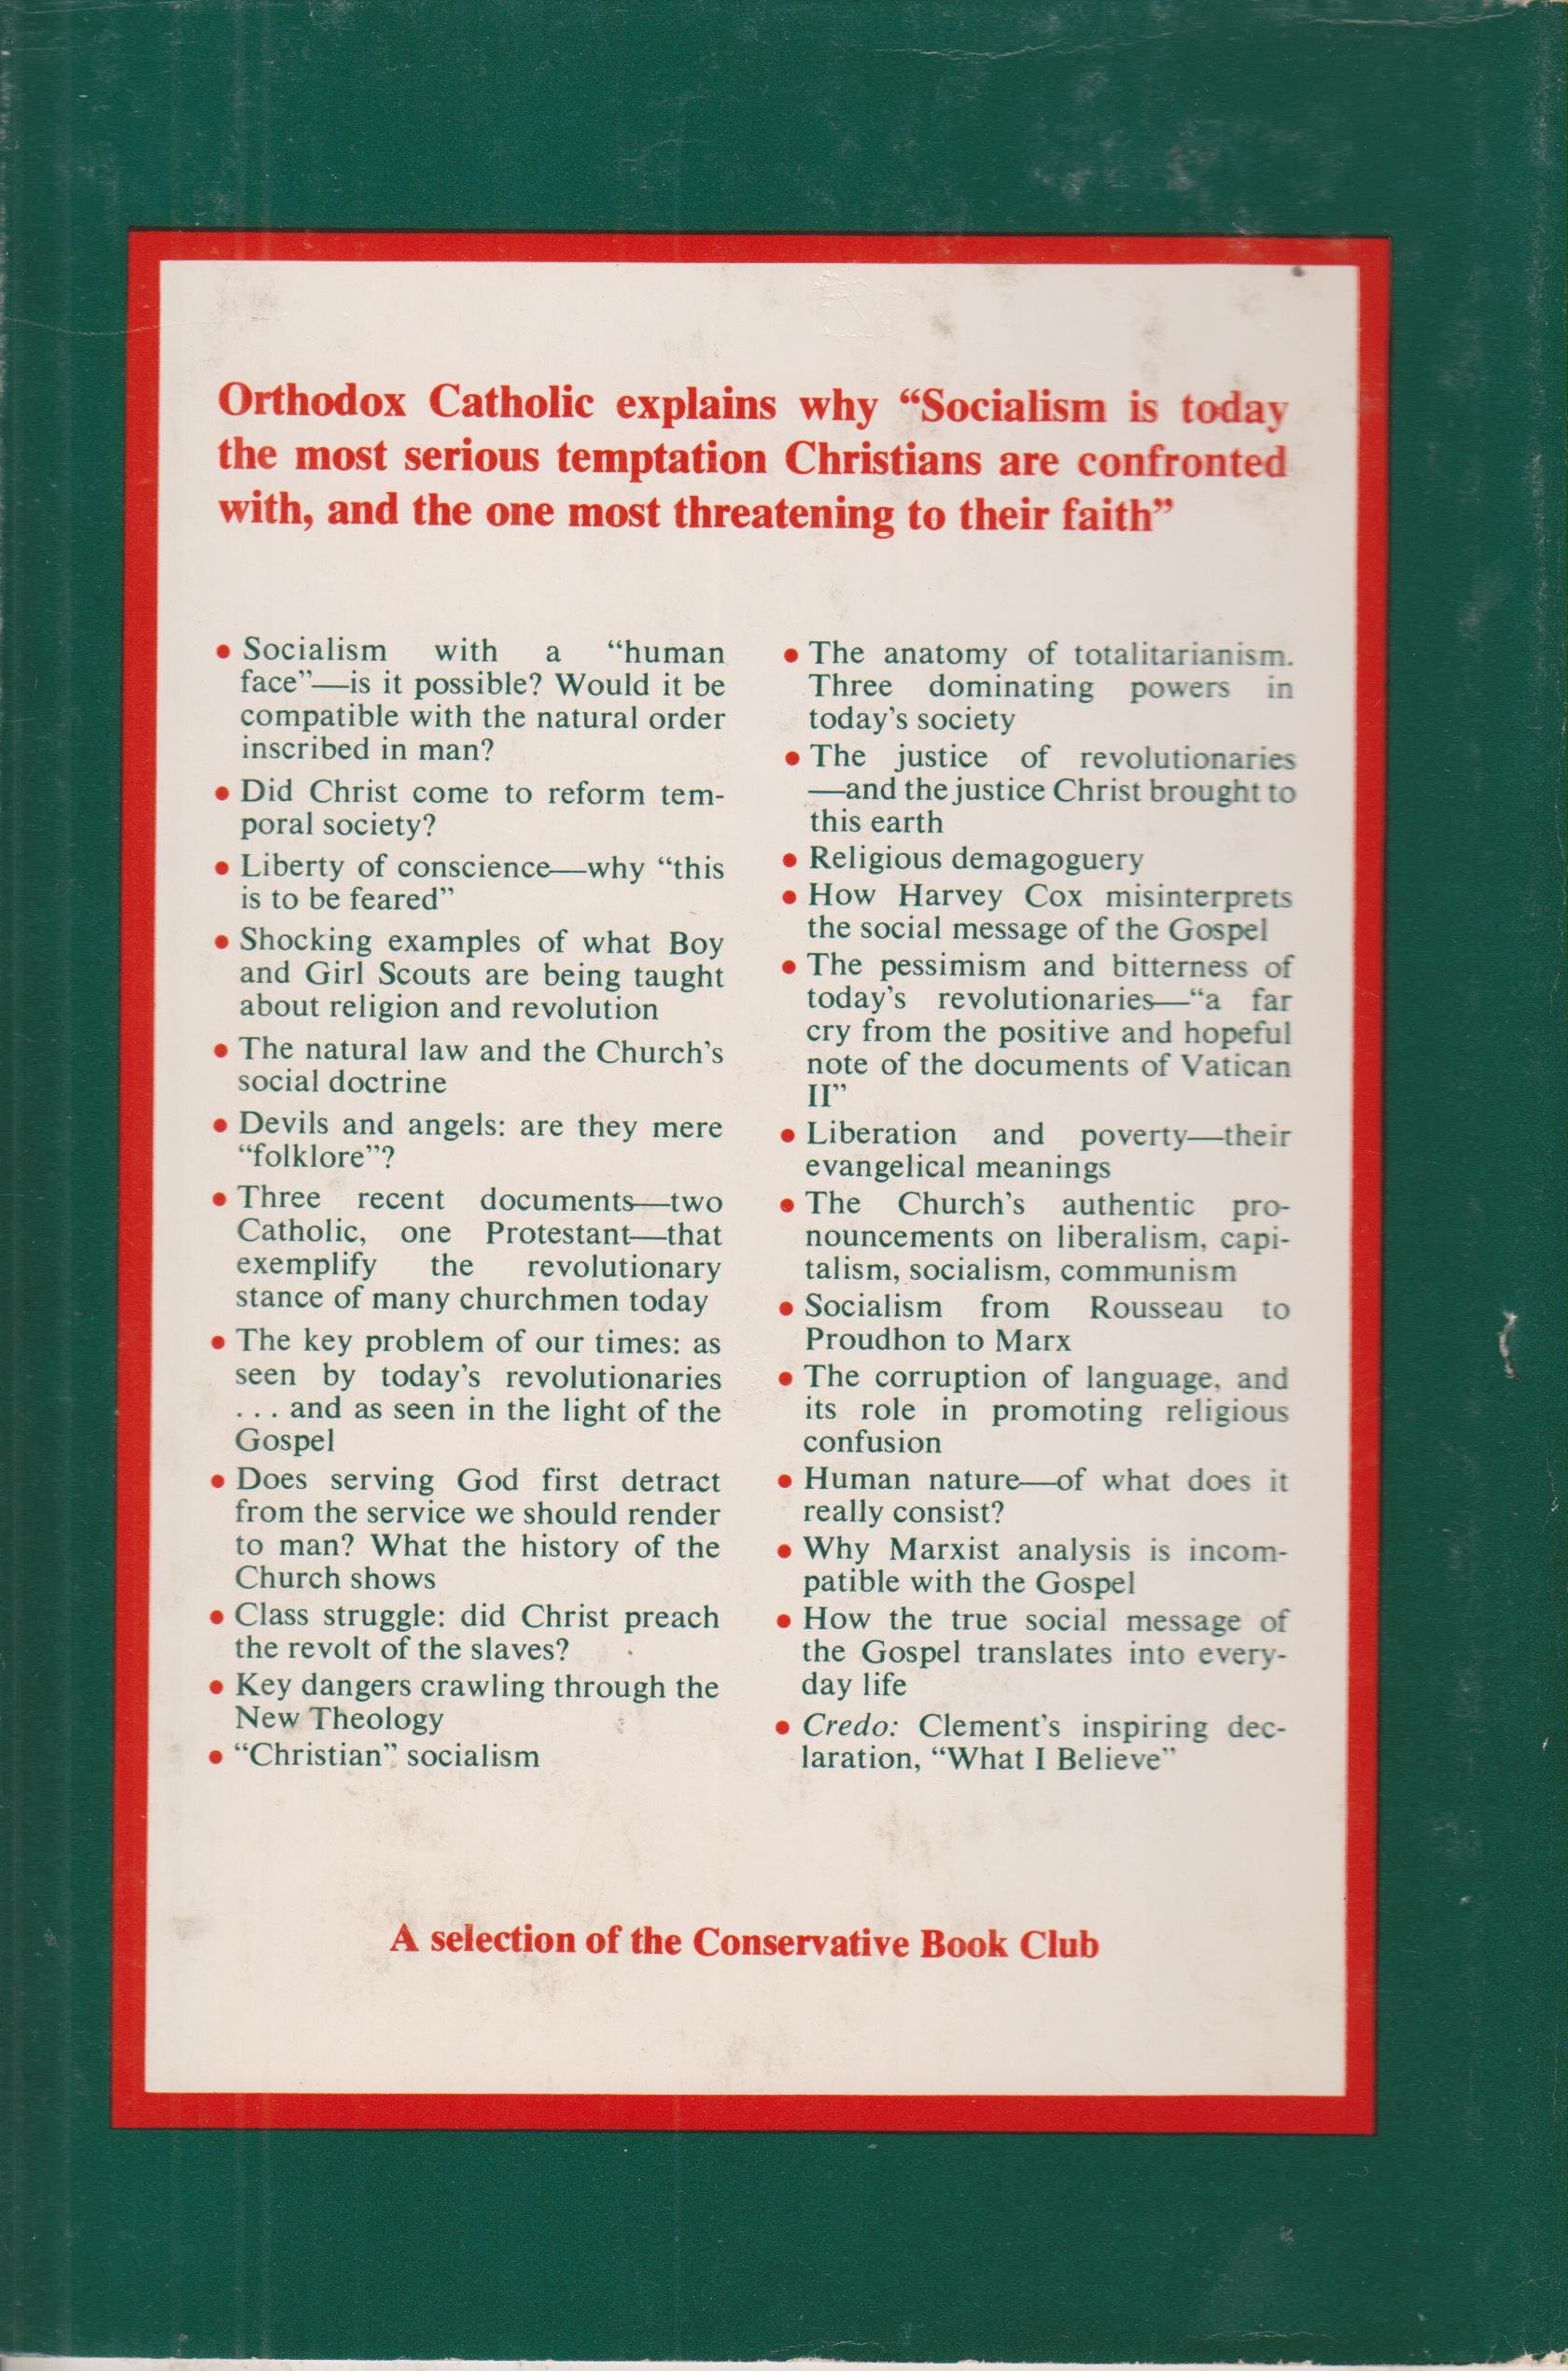 Orthodox Catholic explains why “Socialism is today
the most serious temptation Christians are confronted
with, and the one most threatening to their faith”
• Socialism with a “human
face”—is it possible? Would it be
compatible with the natural order
inscribed in man?
• Did Christ come to reform tem-
poral society?
• Liberty of conscience—why “this
is to be feared”
• Shocking examples of what Boy
and Girl Scouts are being taught
about religion and revolution
• The natural law and the Church's
social doctrine
• Devils and angels: are they mere
“folklore”?
• Three recent documents—two
Catholic, one Protestant—that
exemplify the revolutionary
stance of many churchmen today
• The key problem of our times: as
seen by today's revolutionaries
. . . and as seen in the light of the
Gospel
• Does serving God first detract
from the service we should render
to man? What the history of the
Church shows
• Class struggle: did Christ preach
the revolt of the slaves?
• Key dangers crawling through the
New Theology
• “Christian” socialism
• The anatomy of totalitarianism.
Three dominating powers in
today's society
• The justice of revolutionaries
—and the justice Christ brought to
this earth
• Religious demagoguery
• How Harvey Cox misinterprets
the social message of the Gospel
• The pessimism and bitterness of
today's revolutionaries—“a far
cry from the positive and hopeful
note of the documents of Vatican
II”
• Liberation and poverty—their
evangelical meanings
• The Church's authentic pro-
nouncements on liberalism, capi-
talism, socialism, communism
• Socialism from Rousseau to
Proudhon to Marx
• The corruption of language, and
its role in promoting religious
confusion
• Human nature—of what does it
really consist?
• Why Marxist analysis is incom-
patible with the Gospel
• How the true social message of
the Gospel translates into every-
day life
• Credo: Clement's inspiring dec-
laration, “What I Believe”
A selection of the Conservative Book Club